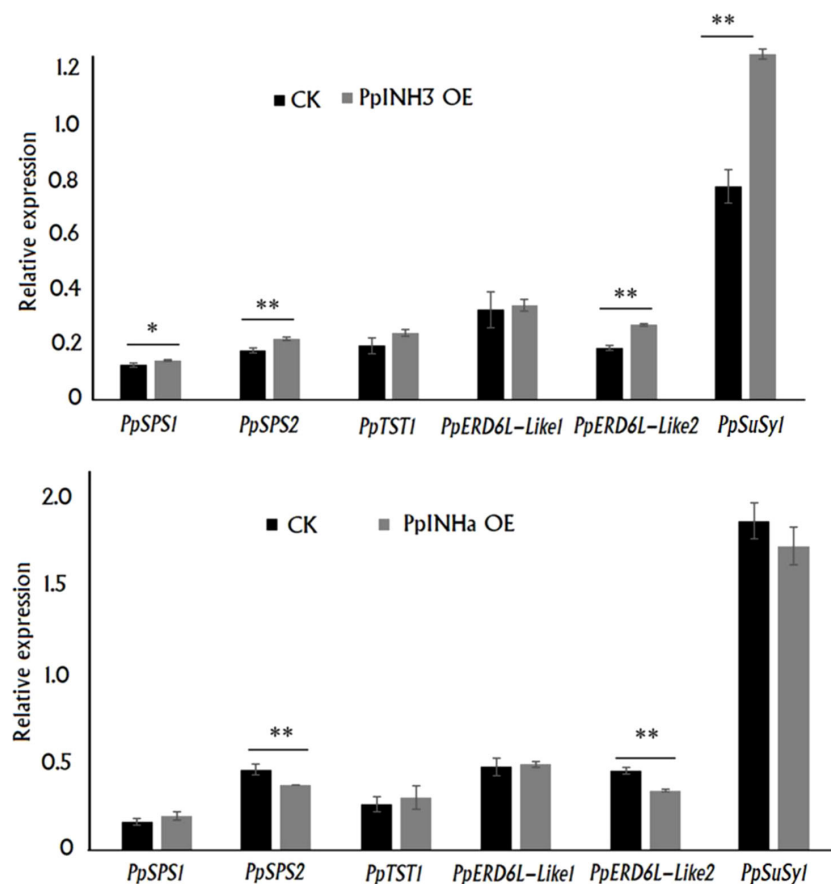 **
1.2
CK PpINH3 OE
1.0
0.8
0.6
0.4
** **
*
0.2
0
Relative expression
PpSPS1 PpSPS2 PpTST1 PpERD6L-Like1 PpERD6L-Like2 PpSuSy1
2.0
CK PpINHa OE
1.5
1.0
** **
0.5
0
Relative expression
PpSPS1 PpSPS2 PpTST1 PpERD6L-Like1 PpERD6L-Like2 PpSuSy1